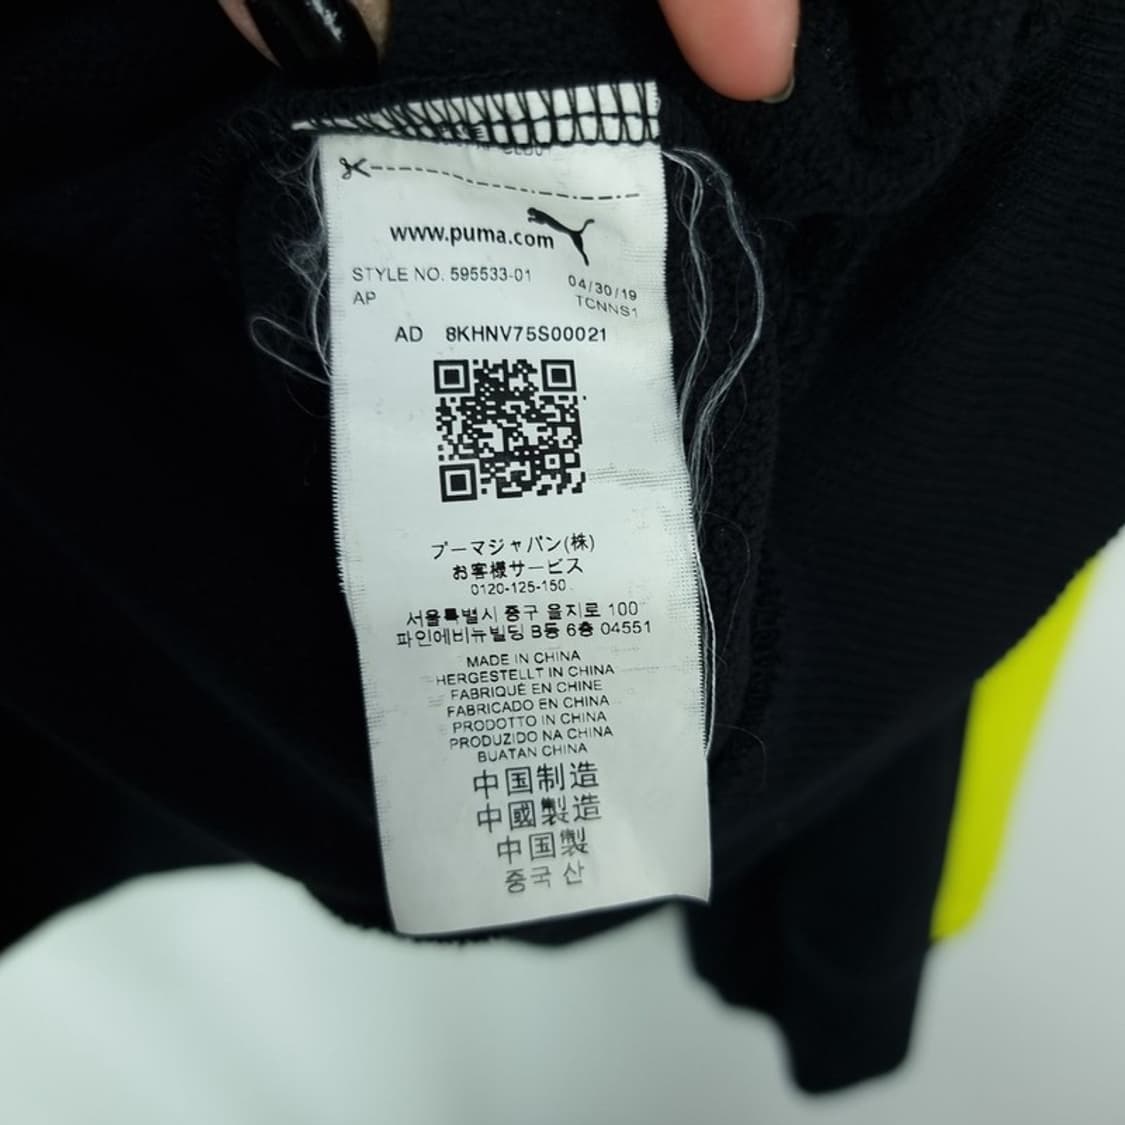 www.puma.com
STYLE NO. 595533-01 04/30/19
AP TCNNS1
AD 8KHNV75S00021
プーマジャパン(株)
お客様サービス
0120-125-150
서울특별시 중구 을지로 100
파인에비뉴빌딩 B동 6층 04551
MADE IN CHINA
HERGESTELLT IN CHINA
FABRIQUÉ EN CHINE
FABRICADO EN CHINA
PRODOTTO IN CHINA
PRODUZIDO NA CHINA
BUATAN CHINA
中国制造
中國製造
中国製
중국 산